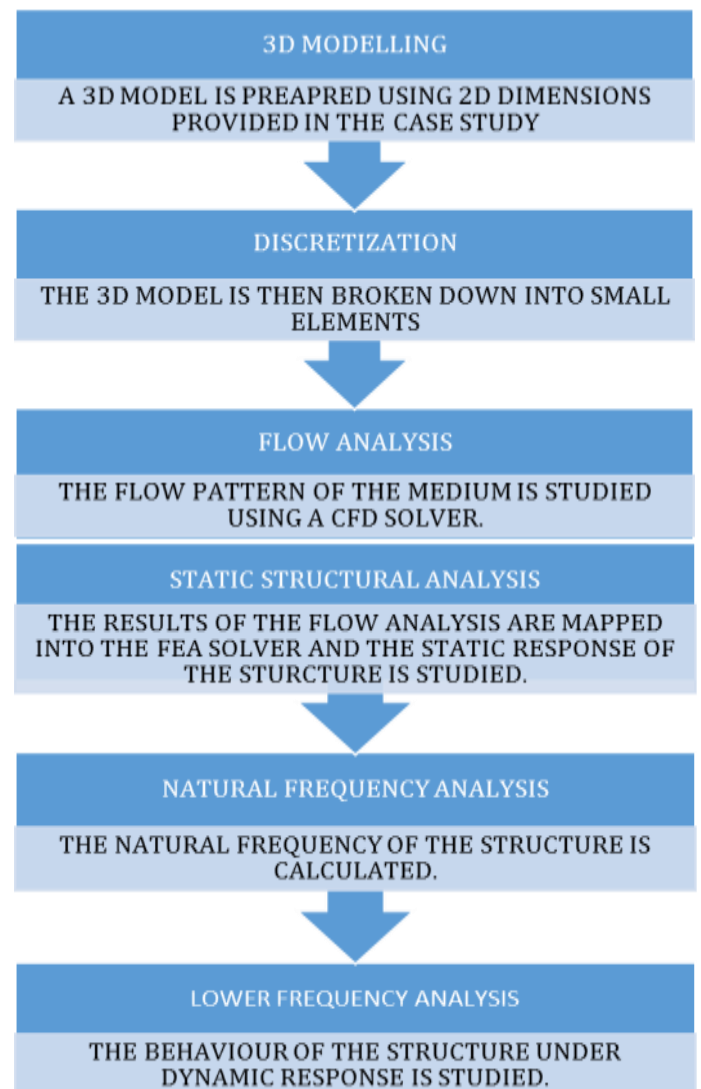 3D MODELLING
A 3D MODEL IS PREAPRED USING 2D DIMENSIONS
PROVIDED IN THE CASE STUDY
DISCRETIZATION
THE 3D MODEL IS THEN BROKEN DOWN INTO SMALL
ELEMENTS
FLOW ANALYSIS
THE FLOW PATTERN OF THE MEDIUM IS STUDIED
USING A CFD SOLVER.
STATIC STRUCTURAL ANALYSIS
THE RESULTS OF THE FLOW ANALYSIS ARE MAPPED
INTO THE FEA SOLVER AND THE STATIC RESPONSE OF
THE STURCTURE IS STUDIED.
NATURAL FREQUENCY ANALYSIS
THE NATURAL FREQUENCY OF THE STRUCTURE IS
CALCULATED.
LOWER FREQUENCY ANALYSIS
THE BEHAVIOUR OF THE STRUCTURE UNDER
DYNAMIC RESPONSE IS STUDIED.